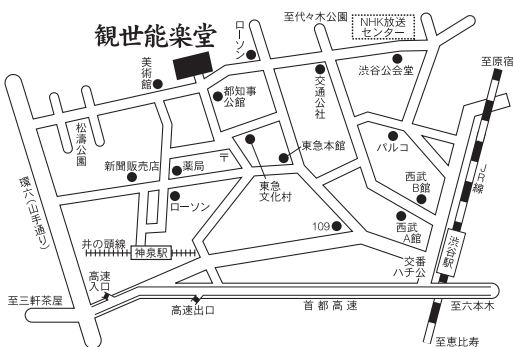 観世能楽堂
ローソン
至代々木公園
NHK放送
センター
美術館
都知事
公館
交通公社
渋谷公会堂
至原宿
松濤公園
新聞販売店
薬局
〒
東急本館
パルコ
東急
文化村
西武
B館
JR線
環六(山手通り)
ローソン
109
西武
A館
井の頭線
神泉駅
渋谷駅
交番
ハチ公
高速
入口
至三軒茶屋
高速出口
首都高速
至六本木
至恵比寿